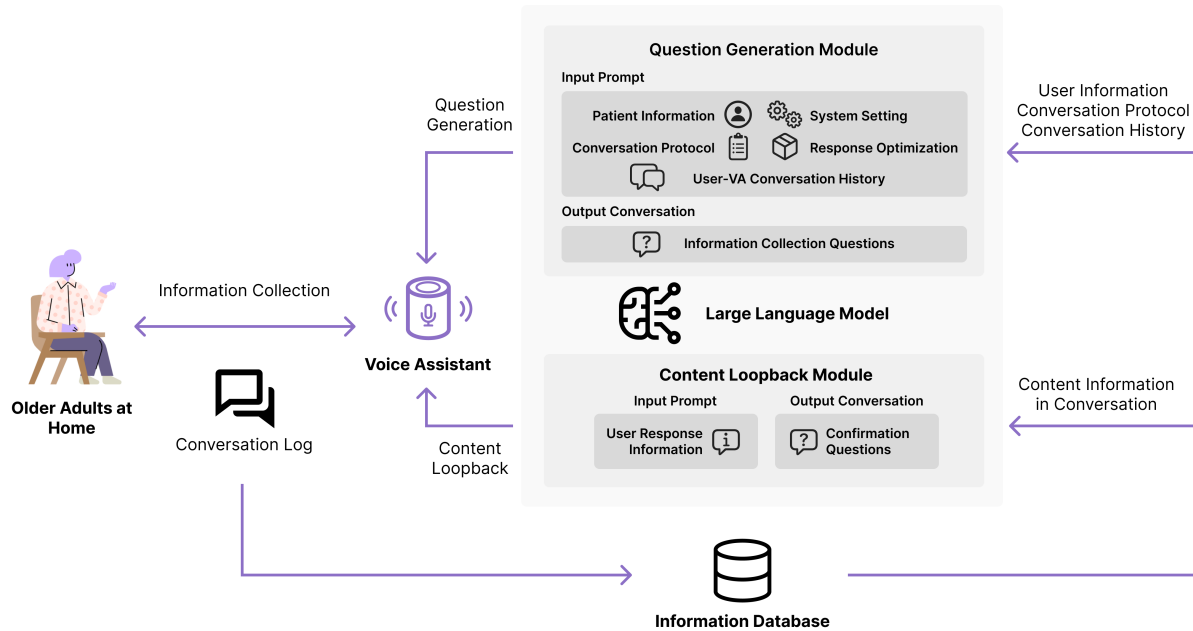 Question Generation Module
Input Prompt
Patient Information
System Setting
Conversation Protocol
Response Optimization
User-VA Conversation History
Output Conversation
Information Collection Questions
Question
Generation
User Information
Conversation Protocol
Conversation History
Information Collection
Voice Assistant
Older Adults at
Home
Conversation Log
Large Language Model
Content Loopback Module
Input Prompt
Output Conversation
User Response
Information
Confirmation
Questions
Content
Loopback
Content Information
in Conversation
Information Database